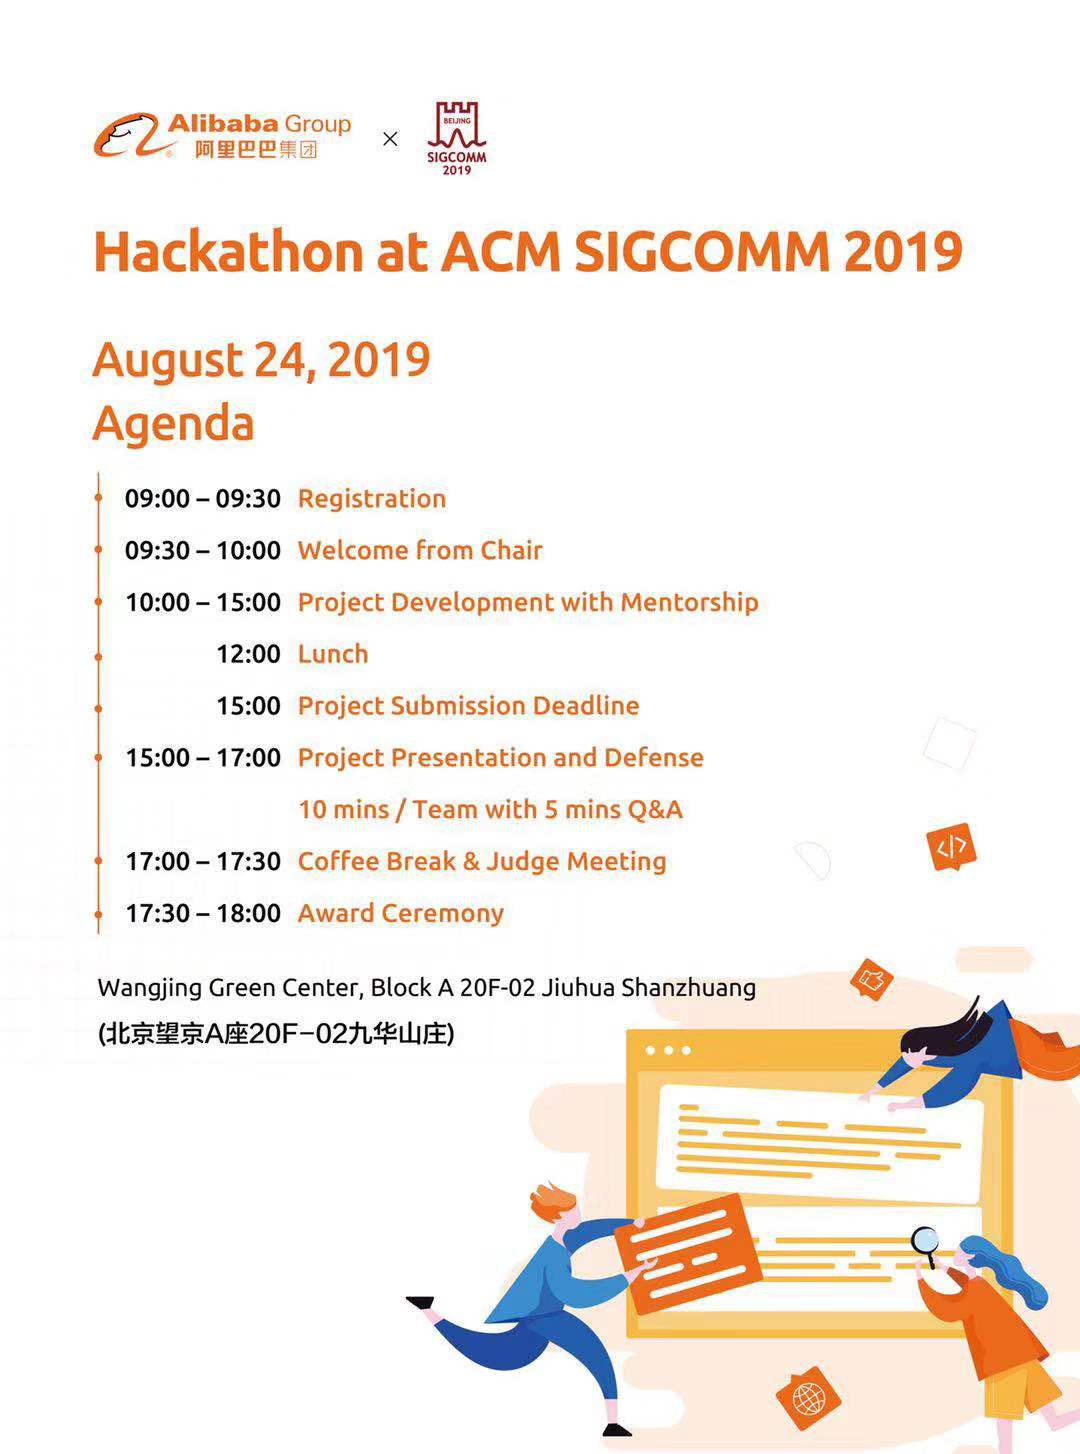 Alibaba Group
阿里巴巴集团
×
BEIJING
SIGCOMM
2019
Hackathon at ACM SIGCOMM 2019
August 24, 2019
Agenda
09:00 – 09:30 Registration
09:30 – 10:00 Welcome from Chair
10:00 – 15:00 Project Development with Mentorship
12:00 Lunch
15:00 Project Submission Deadline
15:00 – 17:00 Project Presentation and Defense
10 mins / Team with 5 mins Q&A
17:00 – 17:30 Coffee Break & Judge Meeting
17:30 – 18:00 Award Ceremony
Wangjing Green Center, Block A 20F-02 Jiuhua Shanzhuang
(北京望京A座20F-02九华山庄)